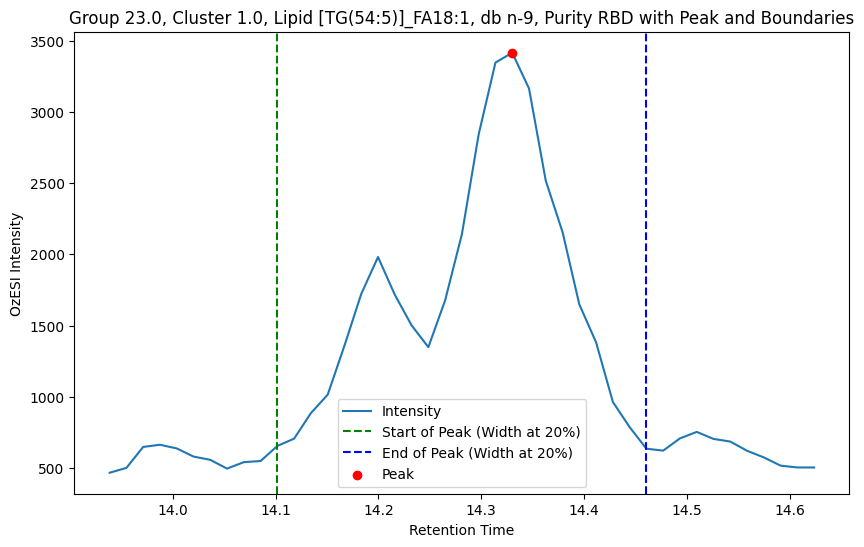 Group 23.0, Cluster 1.0, Lipid [TG(54:5)]_FA18:1, db n-9, Purity RBD with Peak and Boundaries
3500
3000
2500
2000
1500
1000
500
OzESI Intensity
Intensity
Start of Peak (Width at 20%)
End of Peak (Width at 20%)
Peak
14.0
14.1
14.2
14.3
14.4
14.5
14.6
Retention Time